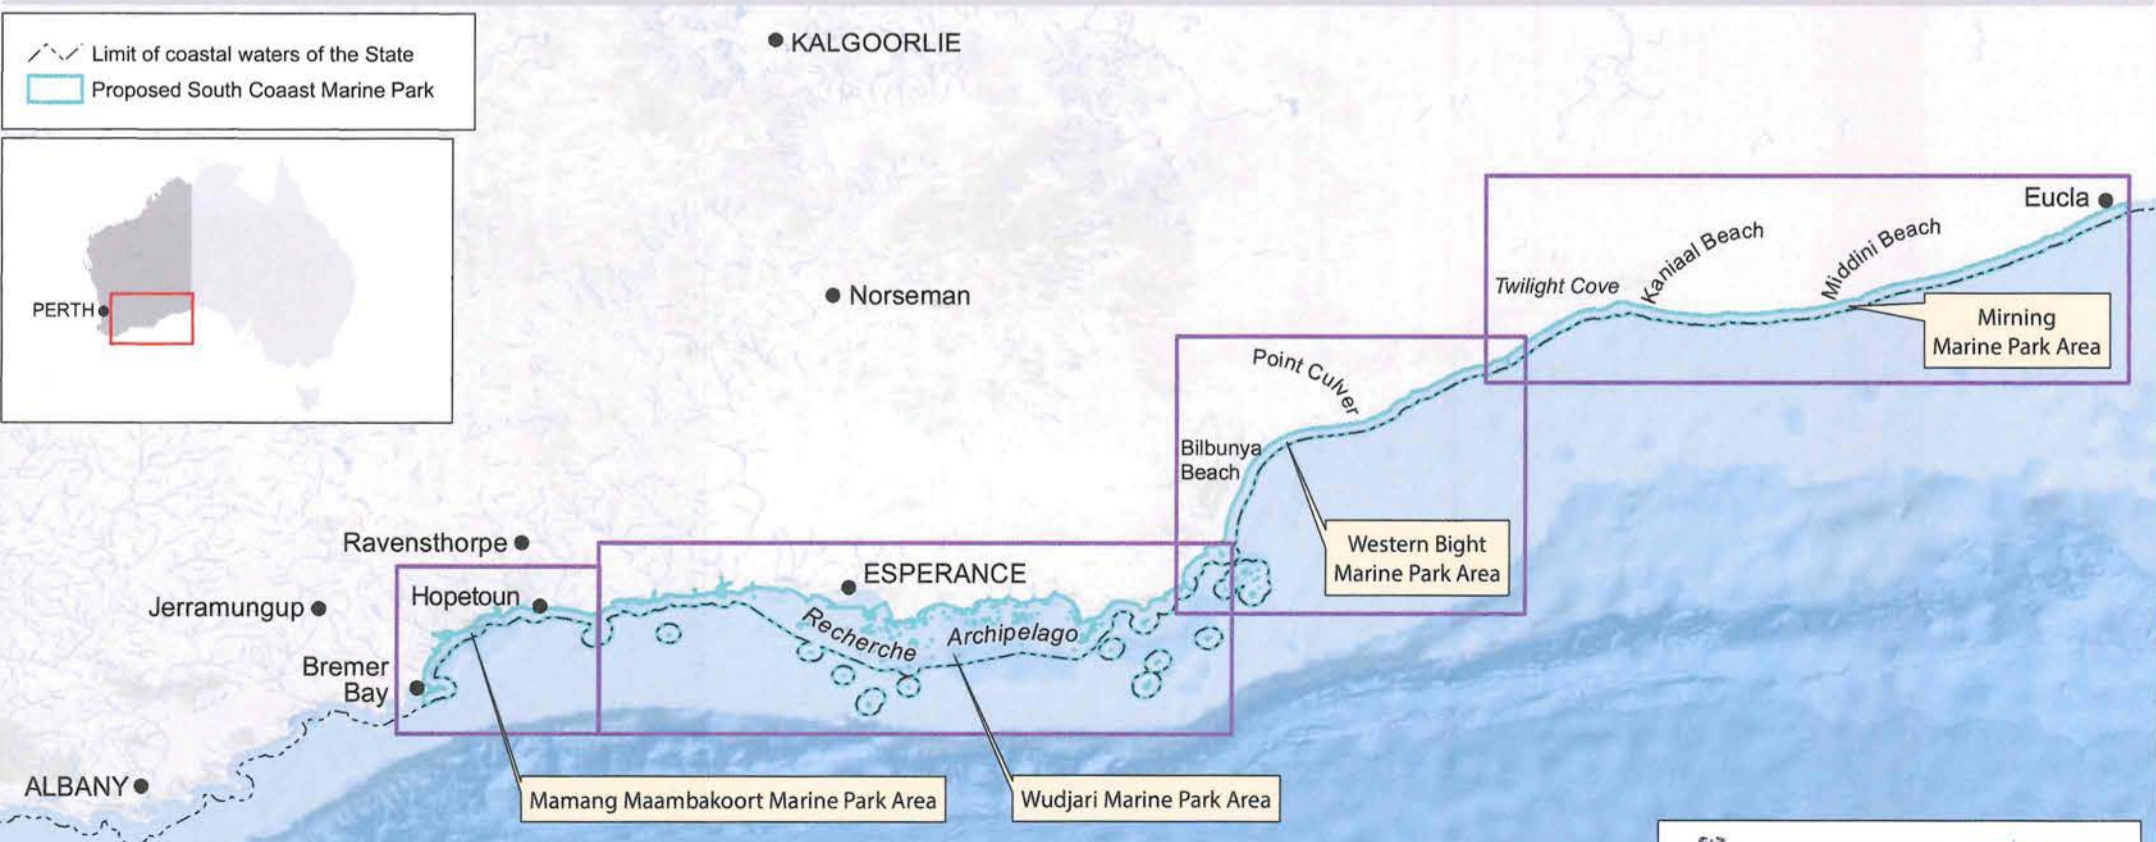 Limit of coastal waters of the State
Proposed South Coaast Marine Park
KALGOORLIE
PERTH
Norseman
Eucla
Twilight Cove
Kaniaal Beach
Middini Beach
Mirning
Marine Park Area
Point Culver
Bilbunya
Beach
Western Bight
Marine Park Area
Ravensthorpe
Hopetoun
ESPERANCE
Jerramungup
Recherche Archipelago
Bremer
Bay
ALBANY
Mamang Maambakoort Marine Park Area
Wudjari Marine Park Area